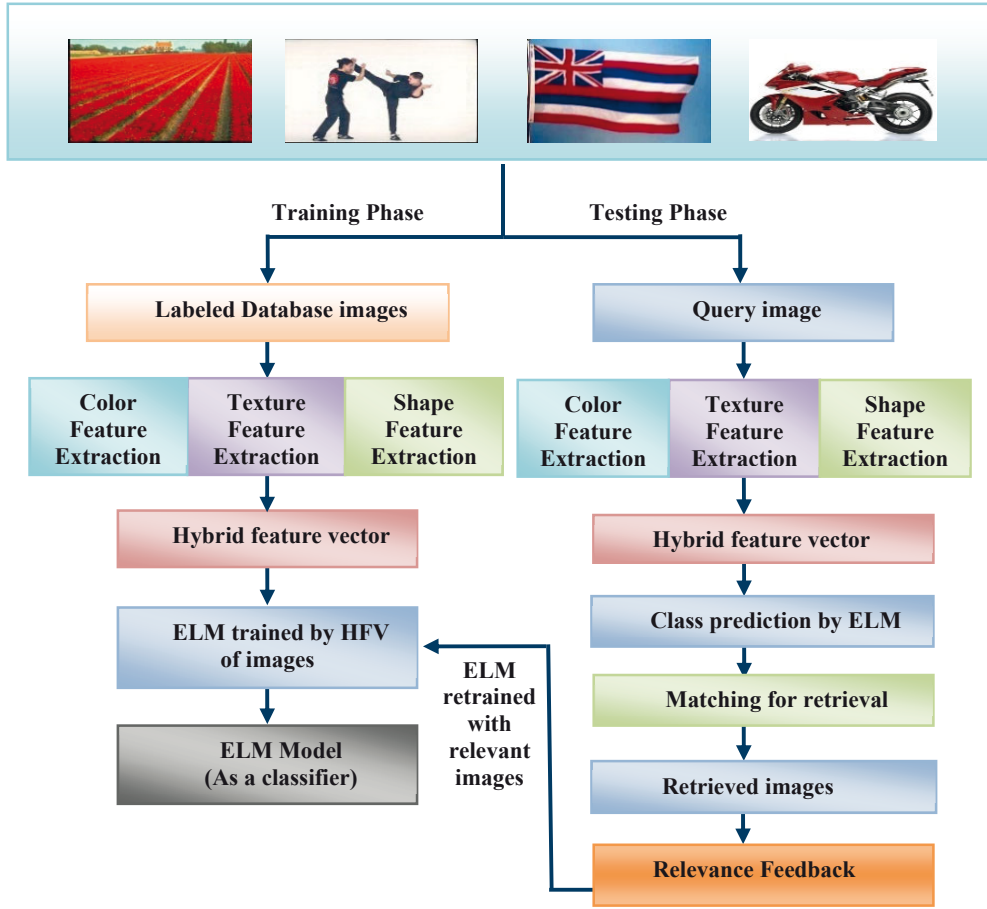 Training Phase
Testing Phase
Labeled Database images
Query image
Color
Feature
Extraction
Texture
Feature
Extraction
Shape
Feature
Extraction
Color
Feature
Extraction
Texture
Feature
Extraction
Shape
Feature
Extraction
Hybrid feature vector
Hybrid feature vector
ELM trained by HFV
of images
Class prediction by ELM
ELM
retrained
with
relevant
images
Matching for retrieval
ELM Model
(As a classifier)
Retrieved images
Relevance Feedback